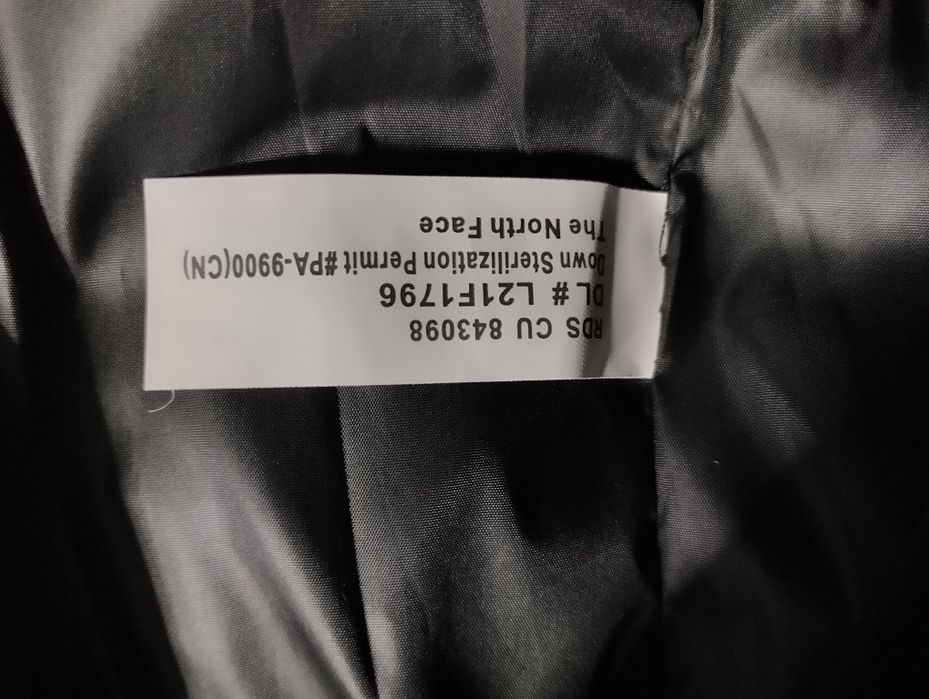 RDS CU 843098
DL# L21F1796
Down Sterilization Permit #PA-9900(CN)
The North Face